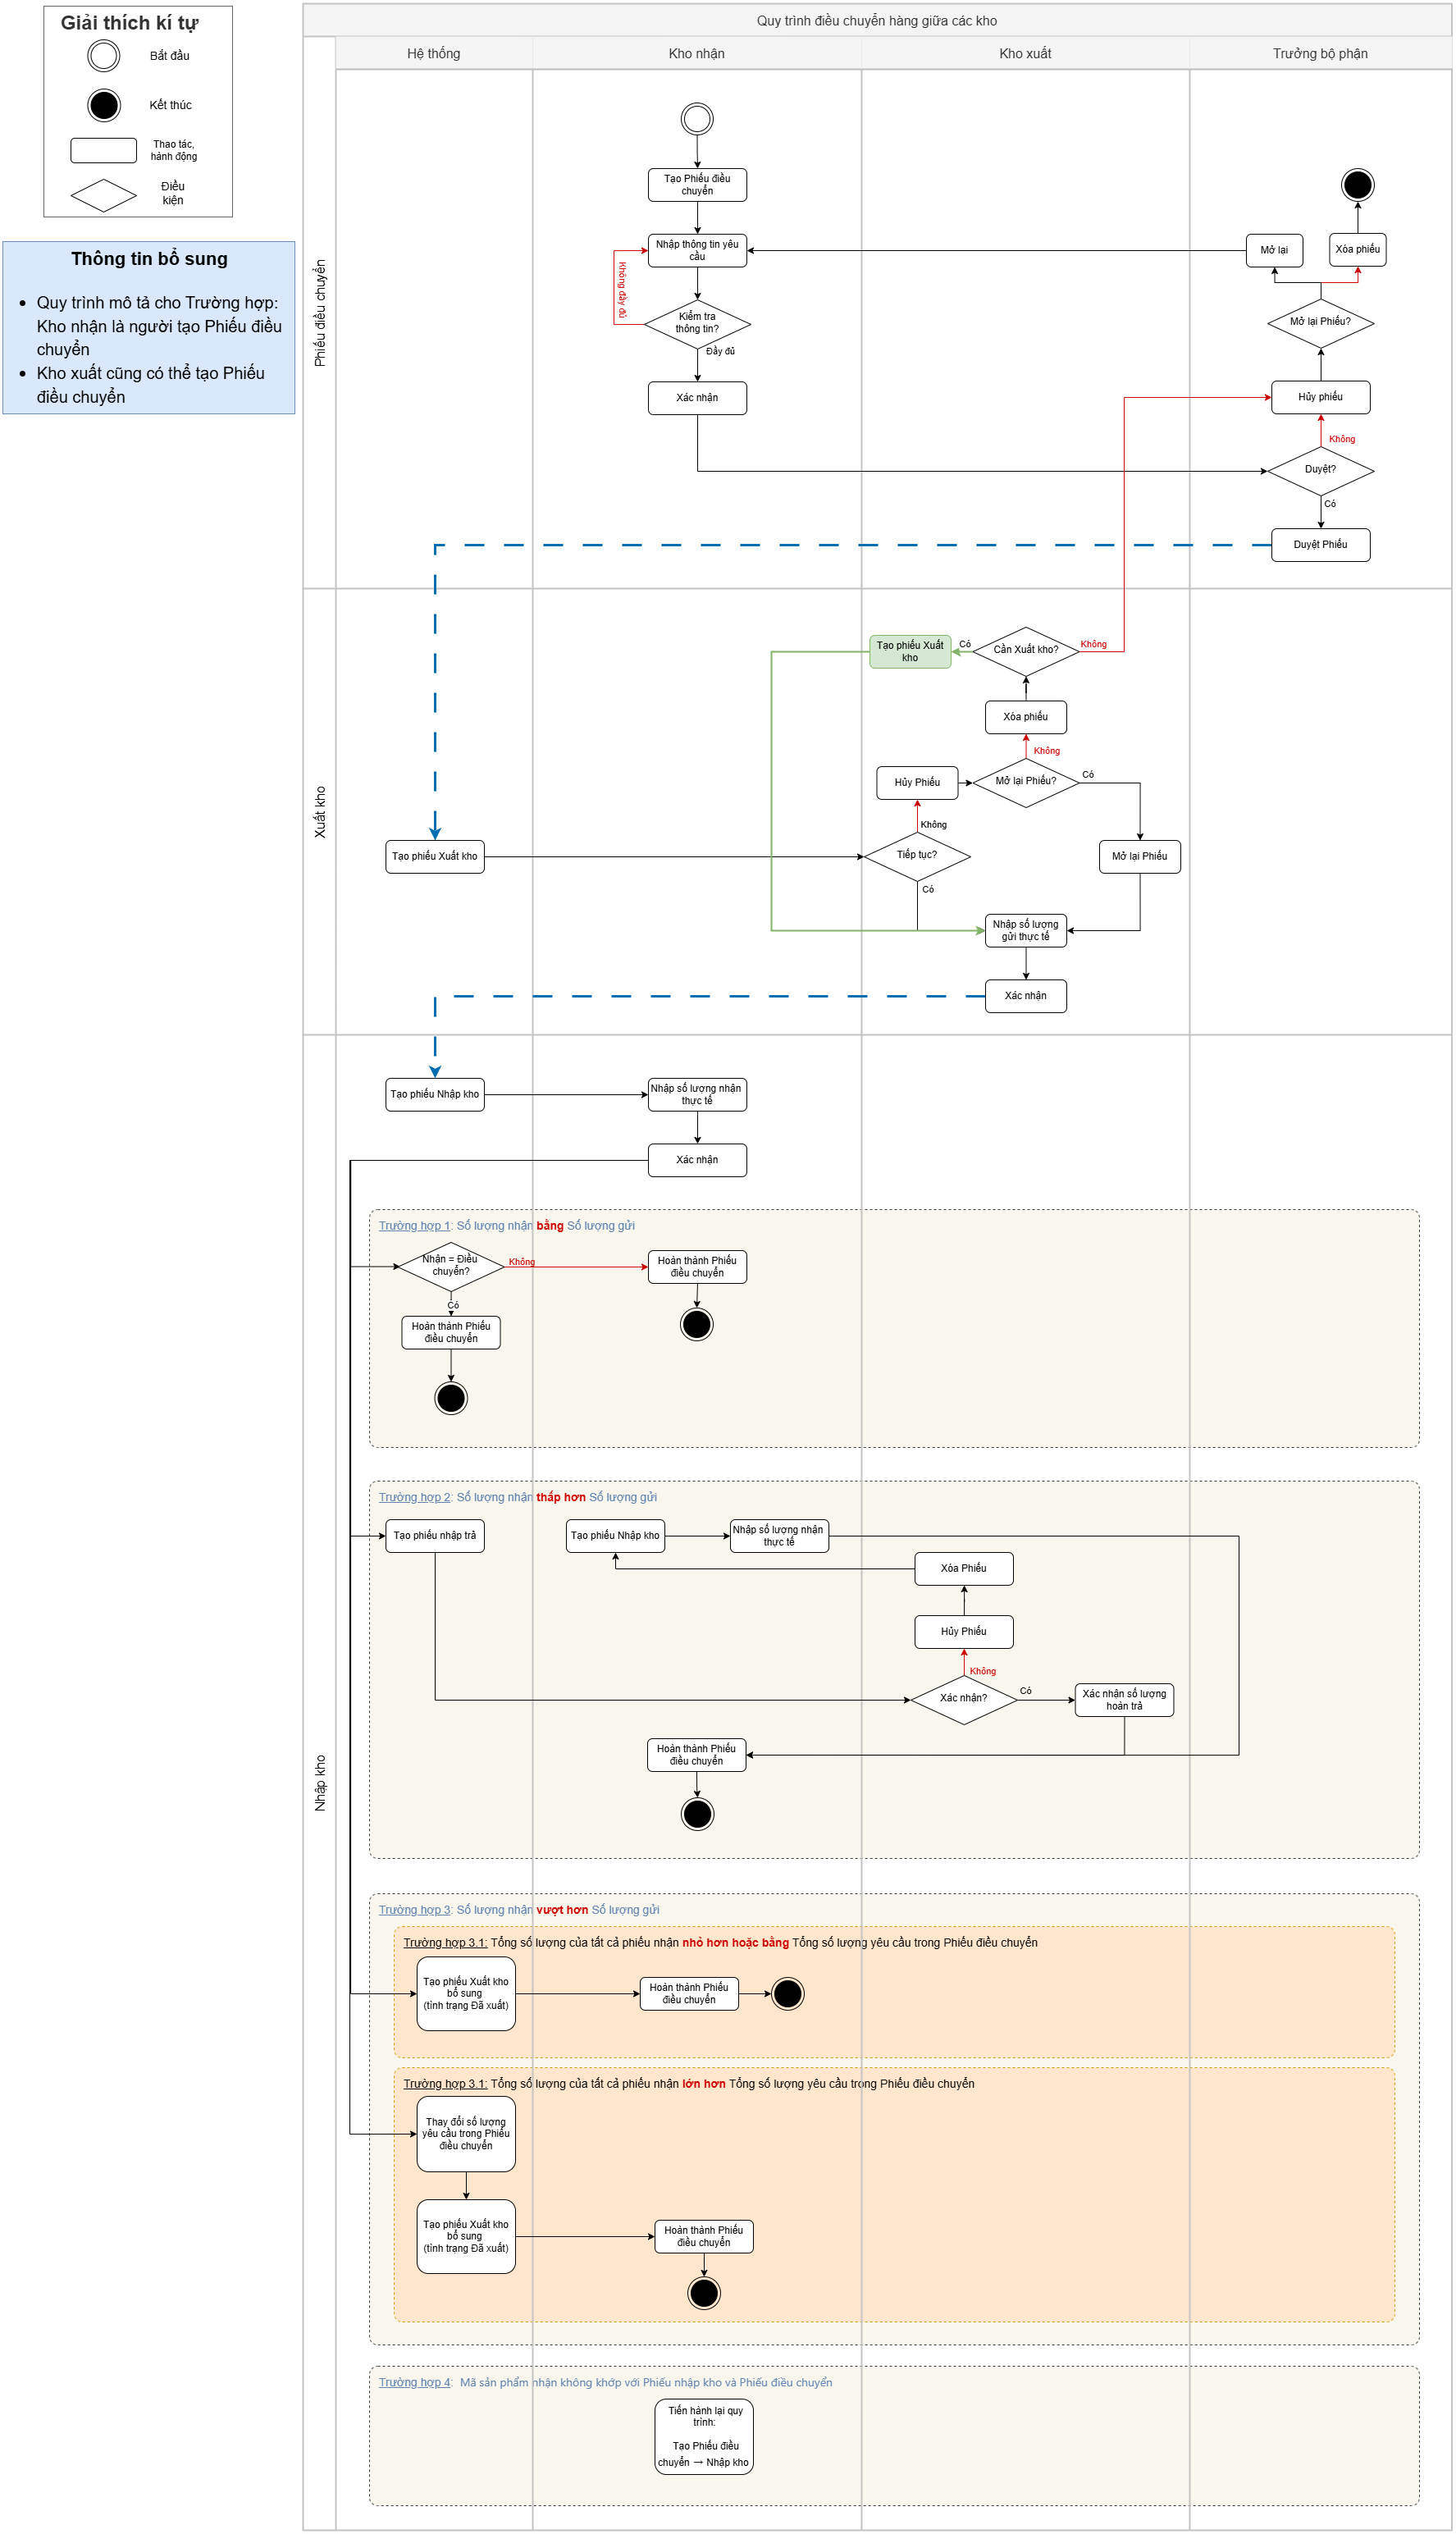 Giải thích kí tự
Bắt đầu
Kết thúc
Thao tác,
hành động
Điều
kiện
Thông tin bổ sung
Quy trình mô tả cho Trường hợp:
Kho nhận là người tạo Phiếu điều
chuyển
Kho xuất cũng có thể tạo Phiếu
điều chuyển
Quy trình điều chuyển hàng giữa các kho
Hệ thống
Kho nhận
Kho xuất
Trưởng bộ phận
Phiếu điều chuyển
Tạo Phiếu điều
chuyển
Nhập thông tin yêu
cầu
Không đầy đủ
Kiểm tra
thông tin?
Đầy đủ
Xác nhận
Mở lại
Xóa phiếu
Mở lại Phiếu?
Hủy phiếu
Không
Duyệt?
Có
Duyệt Phiếu
Xuất kho
Tạo phiếu Xuất
kho
Có
Cần Xuất kho?
Không
Xóa phiếu
Không
Hủy Phiếu
Mở lại Phiếu?
Có
Không
Tạo phiếu Xuất kho
Tiếp tục?
Mở lại Phiếu
Có
Nhập số lượng
gửi thực tế
Xác nhận
Nhập kho
Tạo phiếu Nhập kho
Nhập số lượng nhận
thực tế
Xác nhận
Trường hợp 1: Số lượng nhận bằng Số lượng gửi
Nhận = Điều
chuyển?
Không
Hoàn thành Phiếu
điều chuyển
Có
Hoàn thành Phiếu
điều chuyển
Trường hợp 2: Số lượng nhận thấp hơn Số lượng gửi
Tạo phiếu nhập trả
Tạo phiếu Nhập kho
Nhập số lượng nhận
thực tế
Xóa Phiếu
Hủy Phiếu
Không
Xác nhận?
Có
Xác nhận số lượng
hoàn trả
Hoàn thành Phiếu
điều chuyển
Trường hợp 3: Số lượng nhận vượt hơn Số lượng gửi
Trường hợp 3.1: Tổng số lượng của tất cả phiếu nhận nhỏ hơn hoặc bằng Tổng số lượng yêu cầu trong Phiếu điều chuyển
Tạo phiếu Xuất kho
bổ sung
(tình trạng Đã xuất)
Hoàn thành Phiếu
điều chuyển
Trường hợp 3.1: Tổng số lượng của tất cả phiếu nhận lớn hơn Tổng số lượng yêu cầu trong Phiếu điều chuyển
Thay đổi số lượng
yêu cầu trong Phiếu
điều chuyển
Tạo phiếu Xuất kho
bổ sung
(tình trạng Đã xuất)
Hoàn thành Phiếu
điều chuyển
Trường hợp 4: Mã sản phẩm nhận không khớp với Phiếu nhập kho và Phiếu điều chuyển
Tiến hành lại quy
trình:
Tạo Phiếu điều
chuyển → Nhập kho